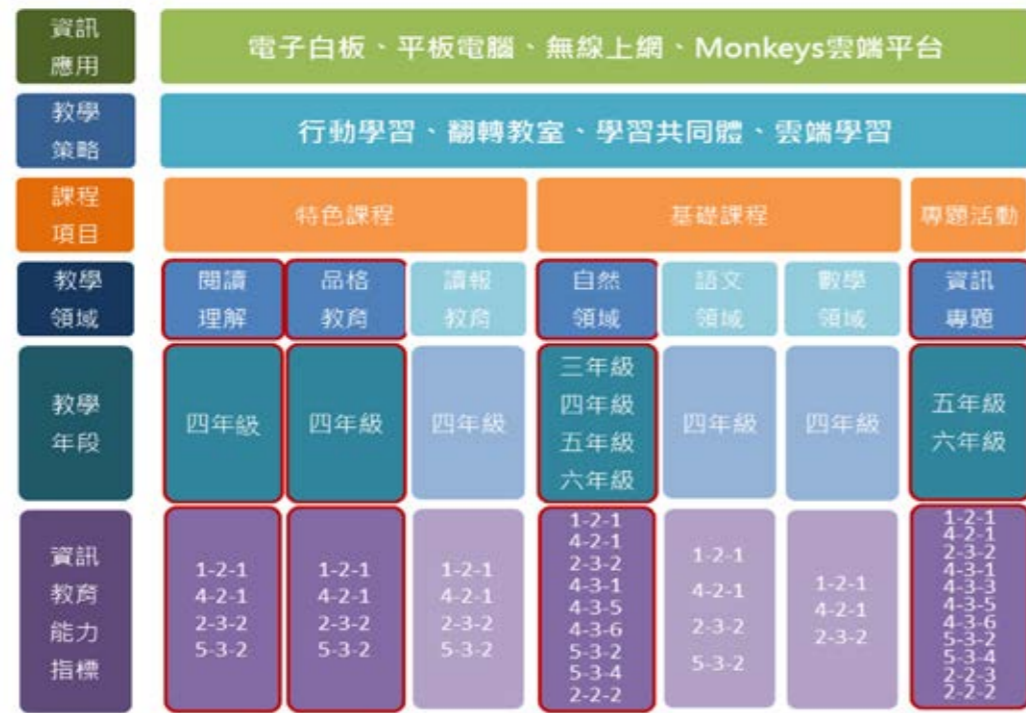 資訊
應用
電子白板、平板電腦、無線上網、Monkeys雲端平台
教學
策略
行動學習、翻轉教室、學習共同體、雲端學習
課程
項目
特色課程
基礎課程
專題活動
教學
領域
閱讀
理解
品格
教育
讀報
教育
自然
領域
語文
領域
數學
領域
資訊
專題
教學
年段
四年級
四年級
四年級
三年級
四年級
五年級
六年級
四年級
四年級
五年級
六年級
資訊
教育
能力
指標
1-2-1
4-2-1
2-3-2
5-3-2
1-2-1
4-2-1
2-3-2
5-3-2
1-2-1
4-2-1
2-3-2
5-3-2
1-2-1
4-2-1
2-3-2
4-3-1
4-3-5
4-3-6
5-3-2
5-3-4
2-2-2
1-2-1
4-2-1
2-3-2
5-3-2
1-2-1
4-2-1
2-3-2
1-2-1
4-2-1
2-3-2
4-3-1
4-3-3
4-3-5
4-3-6
5-3-2
5-3-4
2-2-3
2-2-2